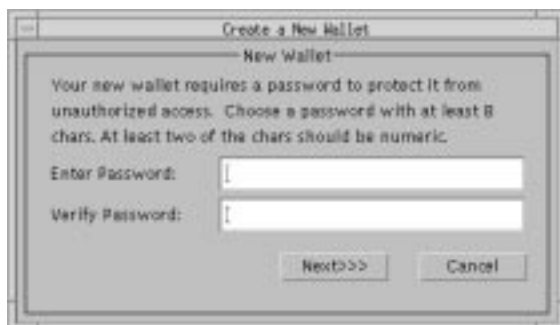 Create a New Wallet
New Wallet
Your new wallet requires a password to protect it from
unauthorized access. Choose a password with at least 8
chars. At least two of the chars should be numeric.
Enter Password:
Verify Password:
Next>>>
Cancel